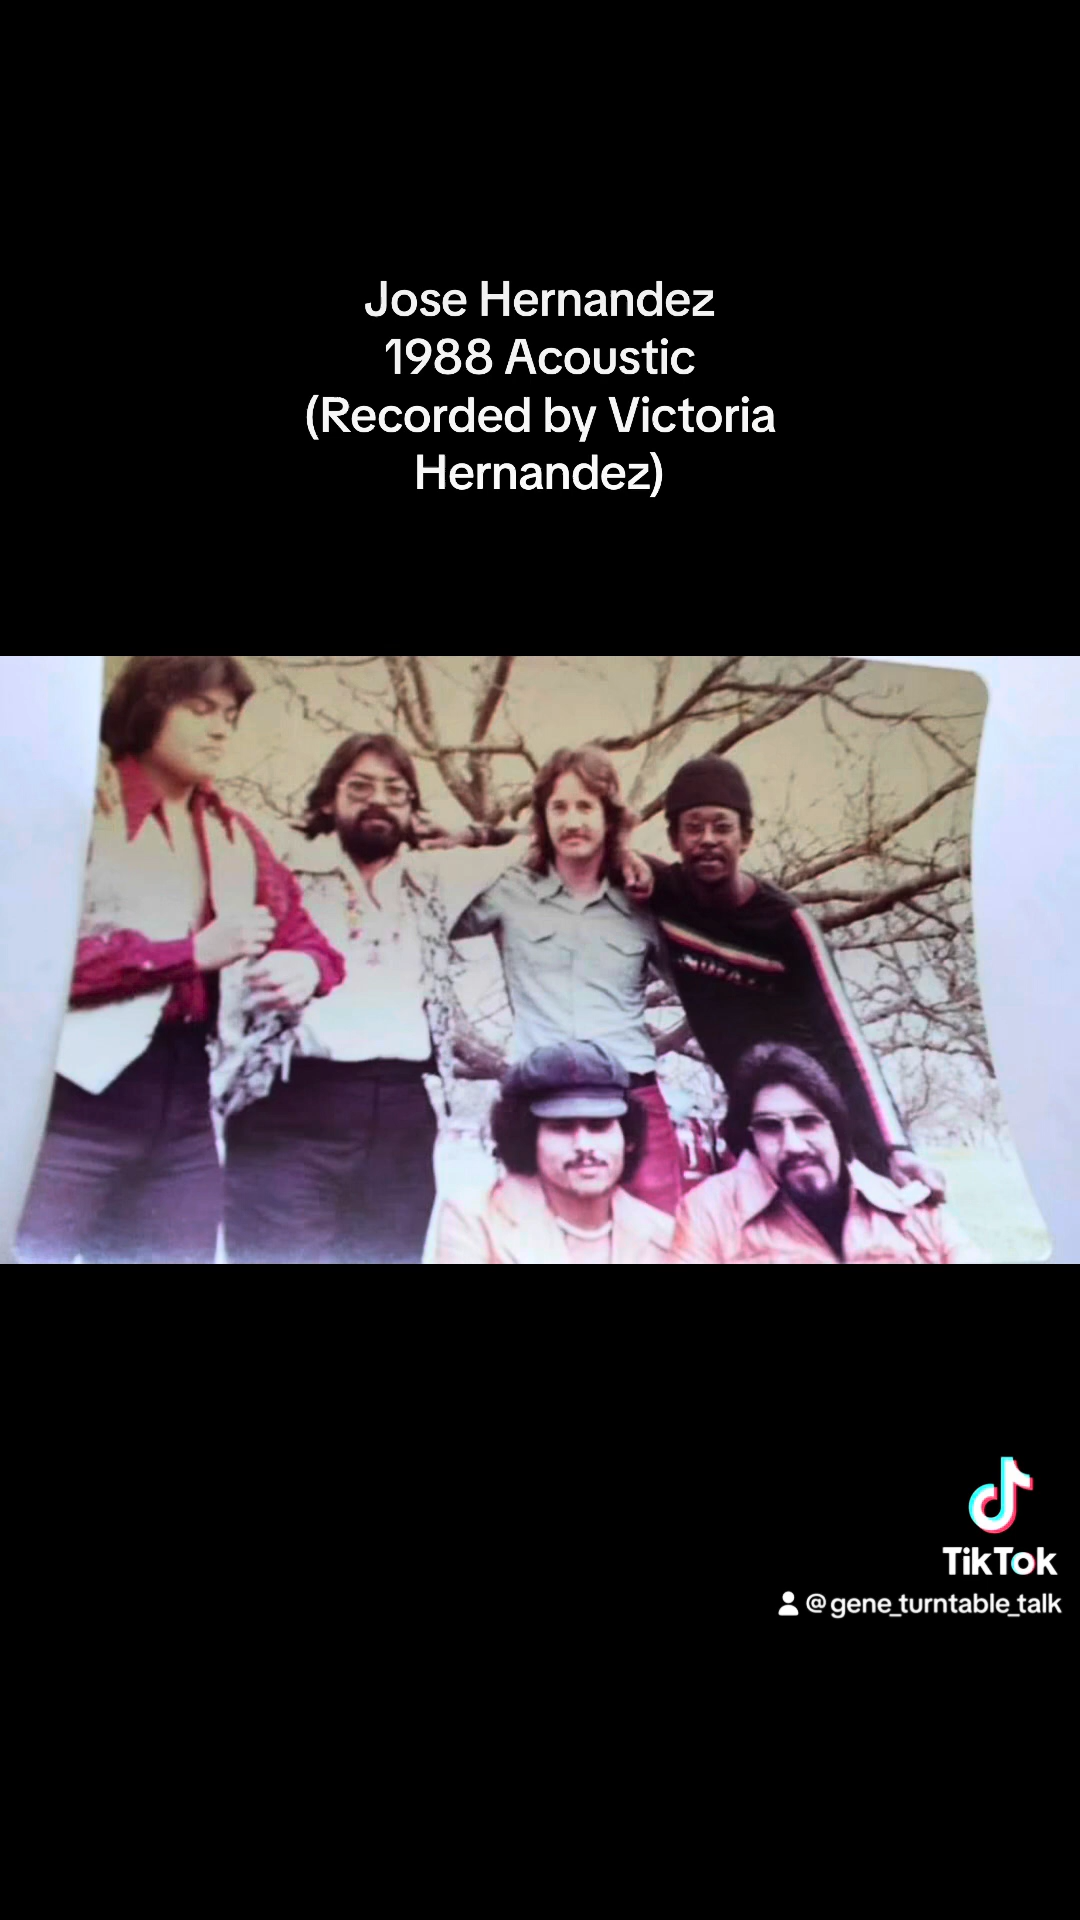 Jose Hernandez
1988 Acoustic
(Recorded by Victoria
Hernandez)
TikTok
@gene_turntable_talk